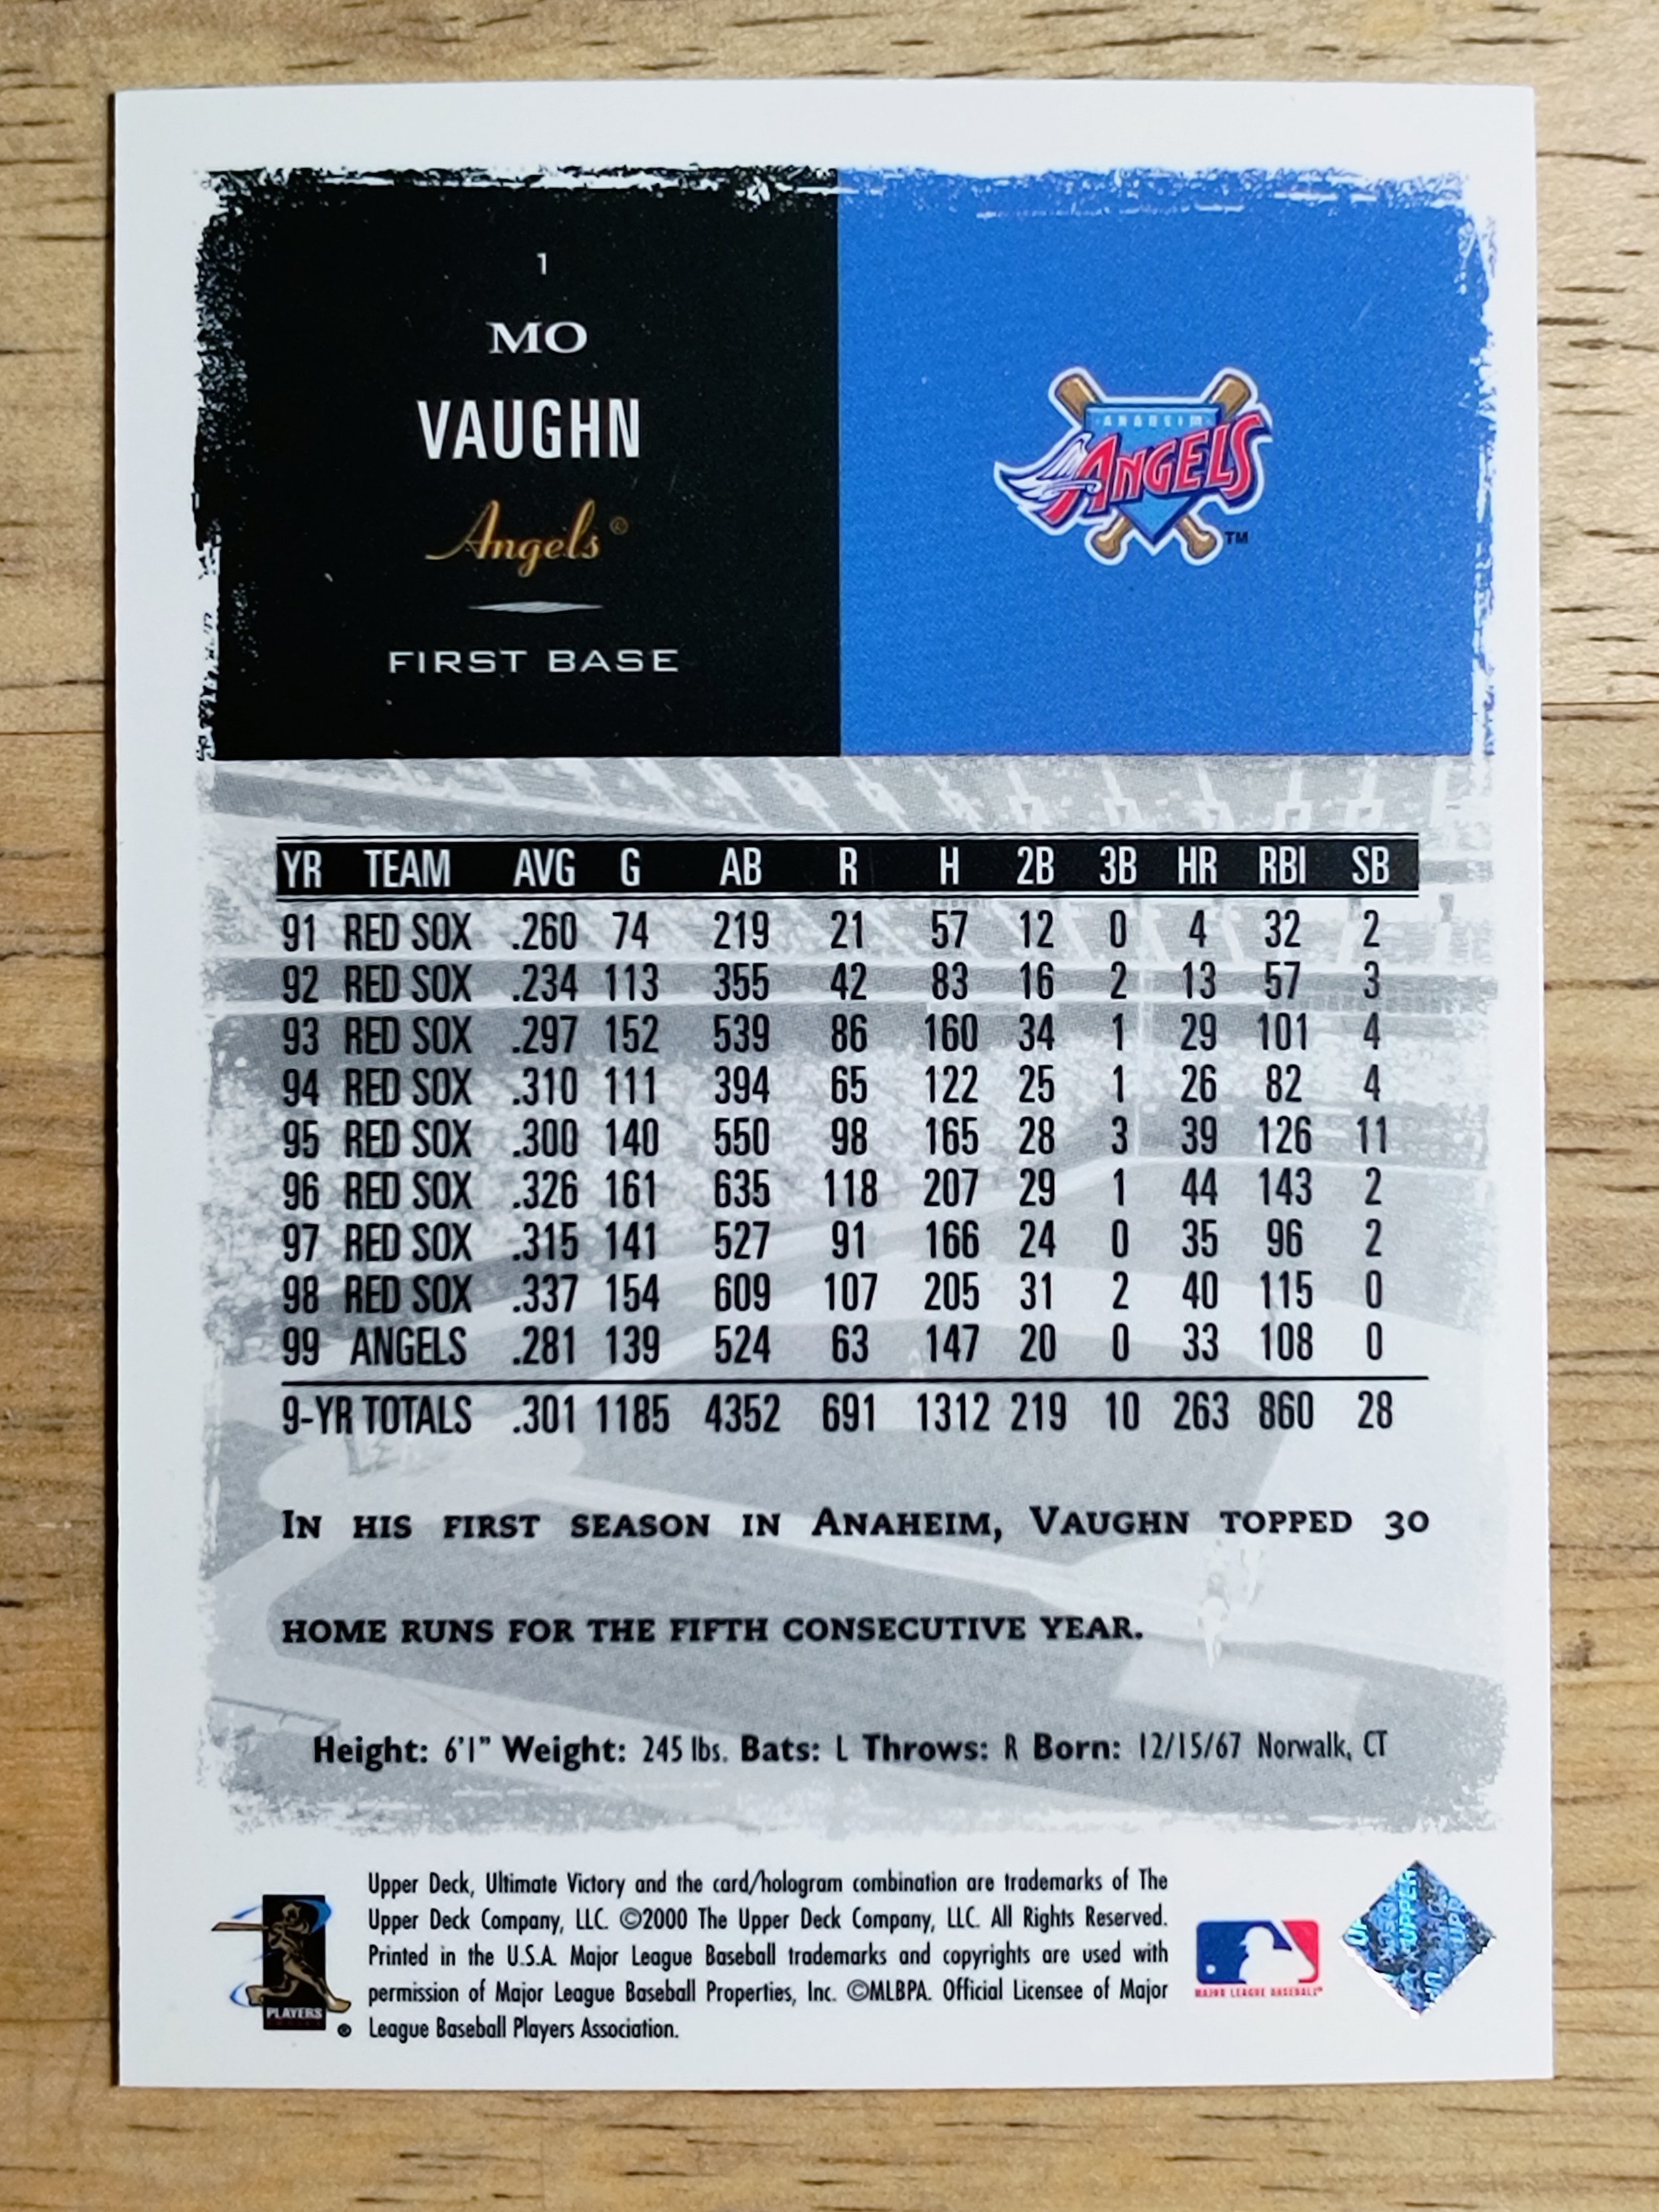 1
MO
VAUGHN
Angels®
FIRST BASE
ANAHEIM
ANGELS
TM
YR TEAM AVG G AB R H 2B 3B HR RBI SB
91 RED SOX .260 74 219 21 57 12 0 4 32 2
92 RED SOX .234 113 355 42 83 16 2 13 57 3
93 RED SOX .297 152 539 86 160 34 1 29 101 4
94 RED SOX .310 111 394 65 122 25 1 26 82 4
95 RED SOX .300 140 550 98 165 28 3 39 126 11
96 RED SOX .326 161 635 118 207 29 1 44 143 2
97 RED SOX .315 141 527 91 166 24 0 35 96 2
98 RED SOX .337 154 609 107 205 31 2 40 115 0
99 ANGELS .281 139 524 63 147 20 0 33 108 0
9-YR TOTALS .301 1185 4352 691 1312 219 10 263 860 28
IN HIS FIRST SEASON IN ANAHEIM, VAUGHN TOPPED 30
HOME RUNS FOR THE FIFTH CONSECUTIVE YEAR.
Height: 6'1" Weight: 245 lbs. Bats: L Throws: R Born: 12/15/67 Norwalk, CT
Upper Deck, Ultimate Victory and the card/hologram combination are trademarks of The
Upper Deck Company, LLC. ©2000 The Upper Deck Company, LLC. All Rights Reserved.
Printed in the U.S.A. Major League Baseball trademarks and copyrights are used with
permission of Major League Baseball Properties, Inc. ©MLBPA. Official Licensee of Major
League Baseball Players Association.
PLAYERS
®
MAJOR LEAGUE BASEBALL
UPPER